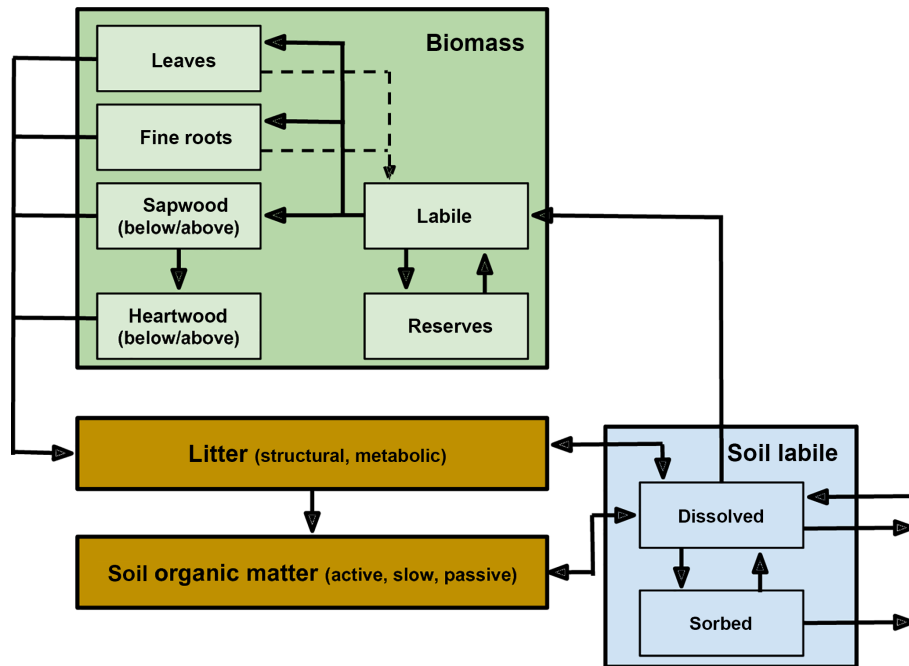 Biomass
Leaves
Fine roots
Sapwood
(below/above)
Labile
Heartwood
(below/above)
Reserves
Litter (structural, metabolic)
Soil labile
Dissolved
Soil organic matter (active, slow, passive)
Sorbed